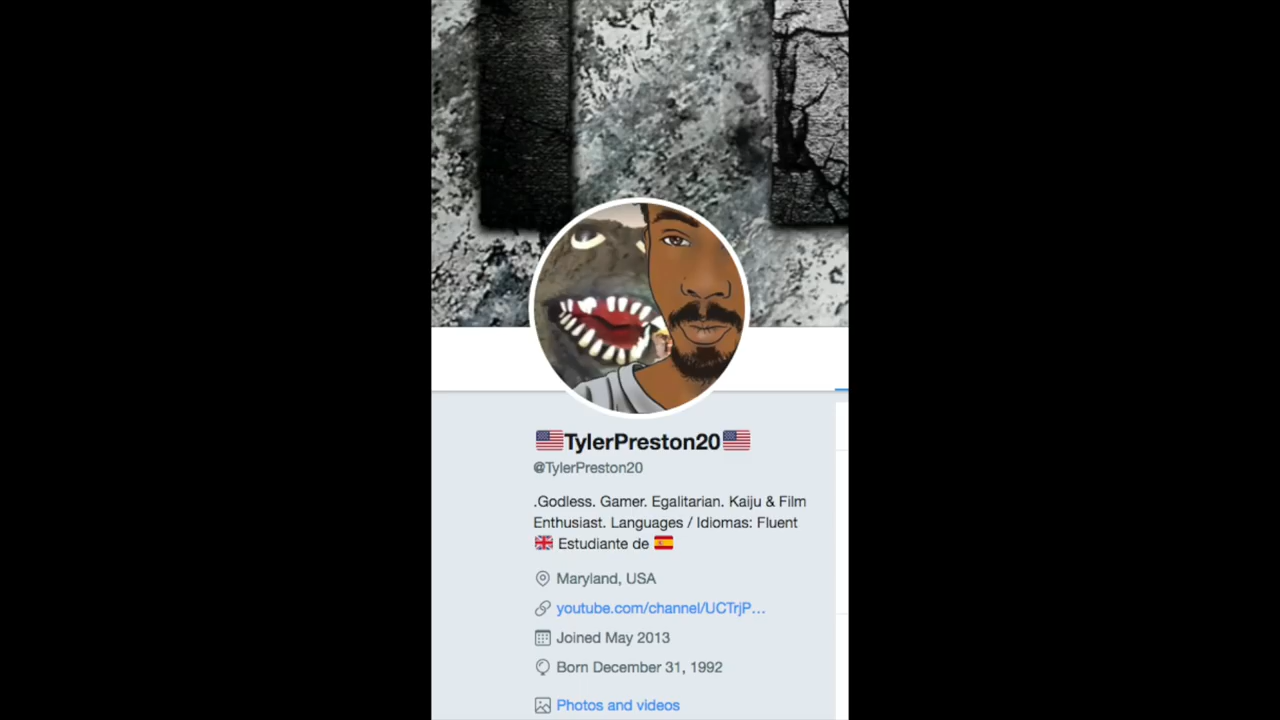 🇺🇸TylerPreston20🇺🇸
@TylerPreston20
.Godless. Gamer. Egalitarian. Kaiju & Film
Enthusiast. Languages / Idiomas: Fluent
🇬🇧 Estudiante de 🇪🇸
Maryland, USA
youtube.com/channel/UCTrjP…
Joined May 2013
Born December 31, 1992
Photos and videos